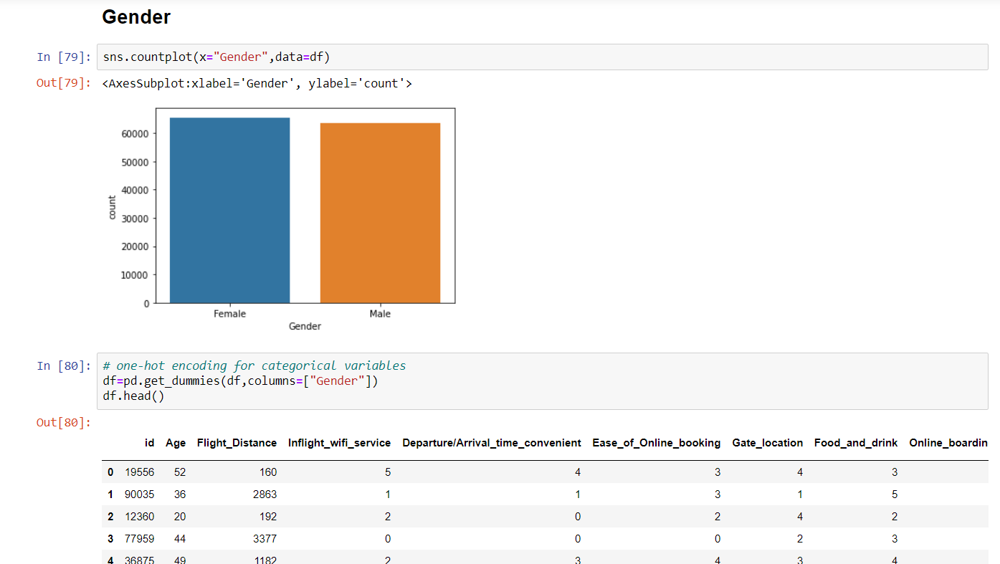 Gender
In [79]: sns.countplot(x="Gender",data=df)
Out[79]: <AxesSubplot:xlabel='Gender', ylabel='count'>
60000
50000
40000
30000
20000
10000
0
count
Female Male
Gender
In [80]: # one-hot encoding for categorical variables
df=pd.get_dummies(df,columns=["Gender"])
df.head()
Out[80]:
id Age Flight_Distance Inflight_wifi_service Departure/Arrival_time_convenient Ease_of_Online_booking Gate_location Food_and_drink Online_boardin
0 19556 52 160 5 4 3 4 3
1 90035 36 2863 1 1 3 1 5
2 12360 20 192 2 0 2 4 2
3 77959 44 3377 0 0 0 2 3
4 36875 49 1182 2 3 4 3 4